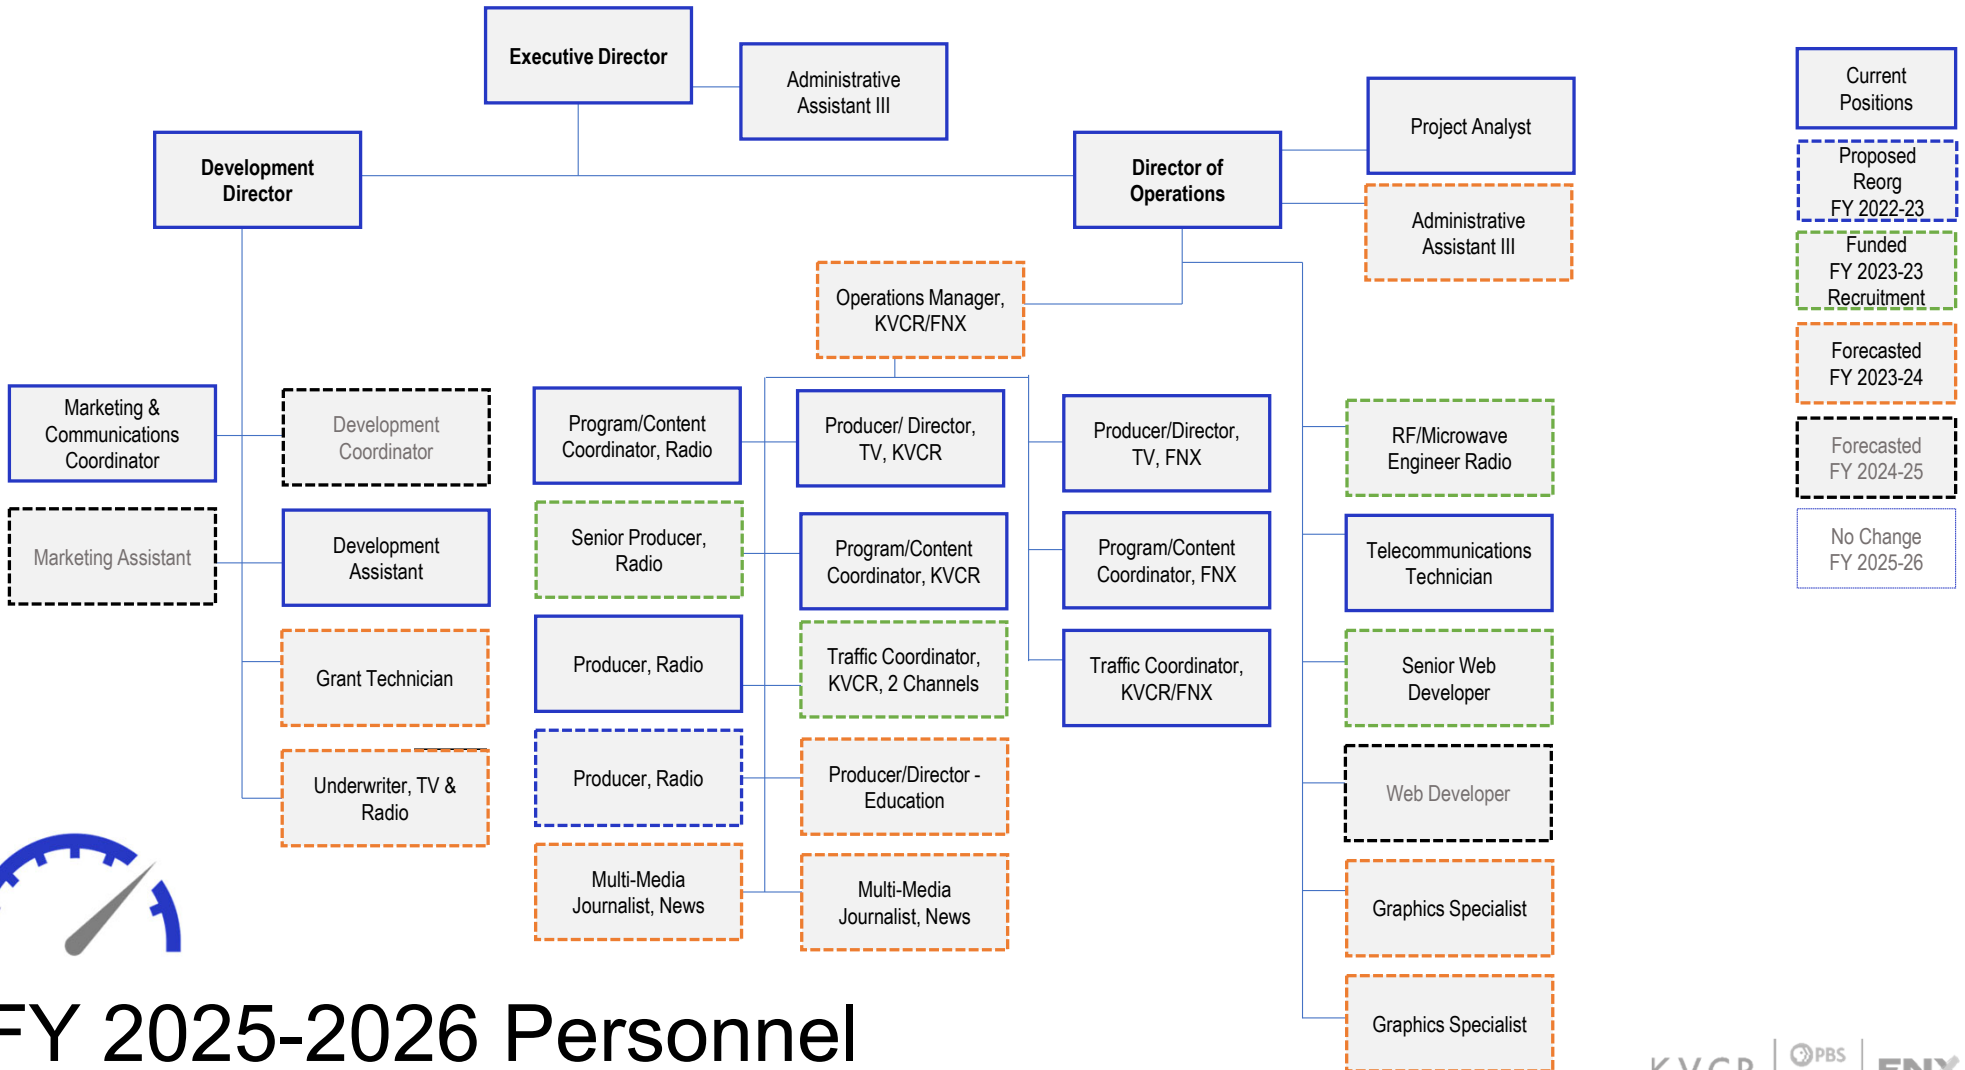 Executive Director
Administrative
Assistant III
Project Analyst
Development
Director
Director of
Operations
Administrative
Assistant III
Operations Manager,
KVCR/FNX
Marketing &
Communications
Coordinator
Development
Coordinator
Program/Content
Coordinator, Radio
Producer/ Director,
TV, KVCR
Producer/Director,
TV, FNX
RF/Microwave
Engineer Radio
Marketing Assistant
Development
Assistant
Senior Producer,
Radio
Program/Content
Coordinator, KVCR
Program/Content
Coordinator, FNX
Telecommunications
Technician
Grant Technician
Producer, Radio
Traffic Coordinator,
KVCR, 2 Channels
Traffic Coordinator,
KVCR/FNX
Senior Web
Developer
Underwriter, TV &
Radio
Producer, Radio
Producer/Director -
Education
Web Developer
Multi-Media
Journalist, News
Multi-Media
Journalist, News
Graphics Specialist
Graphics Specialist
Current
Positions
Proposed
Reorg
FY 2022-23
Funded
FY 2023-23
Recruitment
Forecasted
FY 2023-24
Forecasted
FY 2024-25
No Change
FY 2025-26
FY 2025-2026 Personnel
KVCR
PBS
FNX